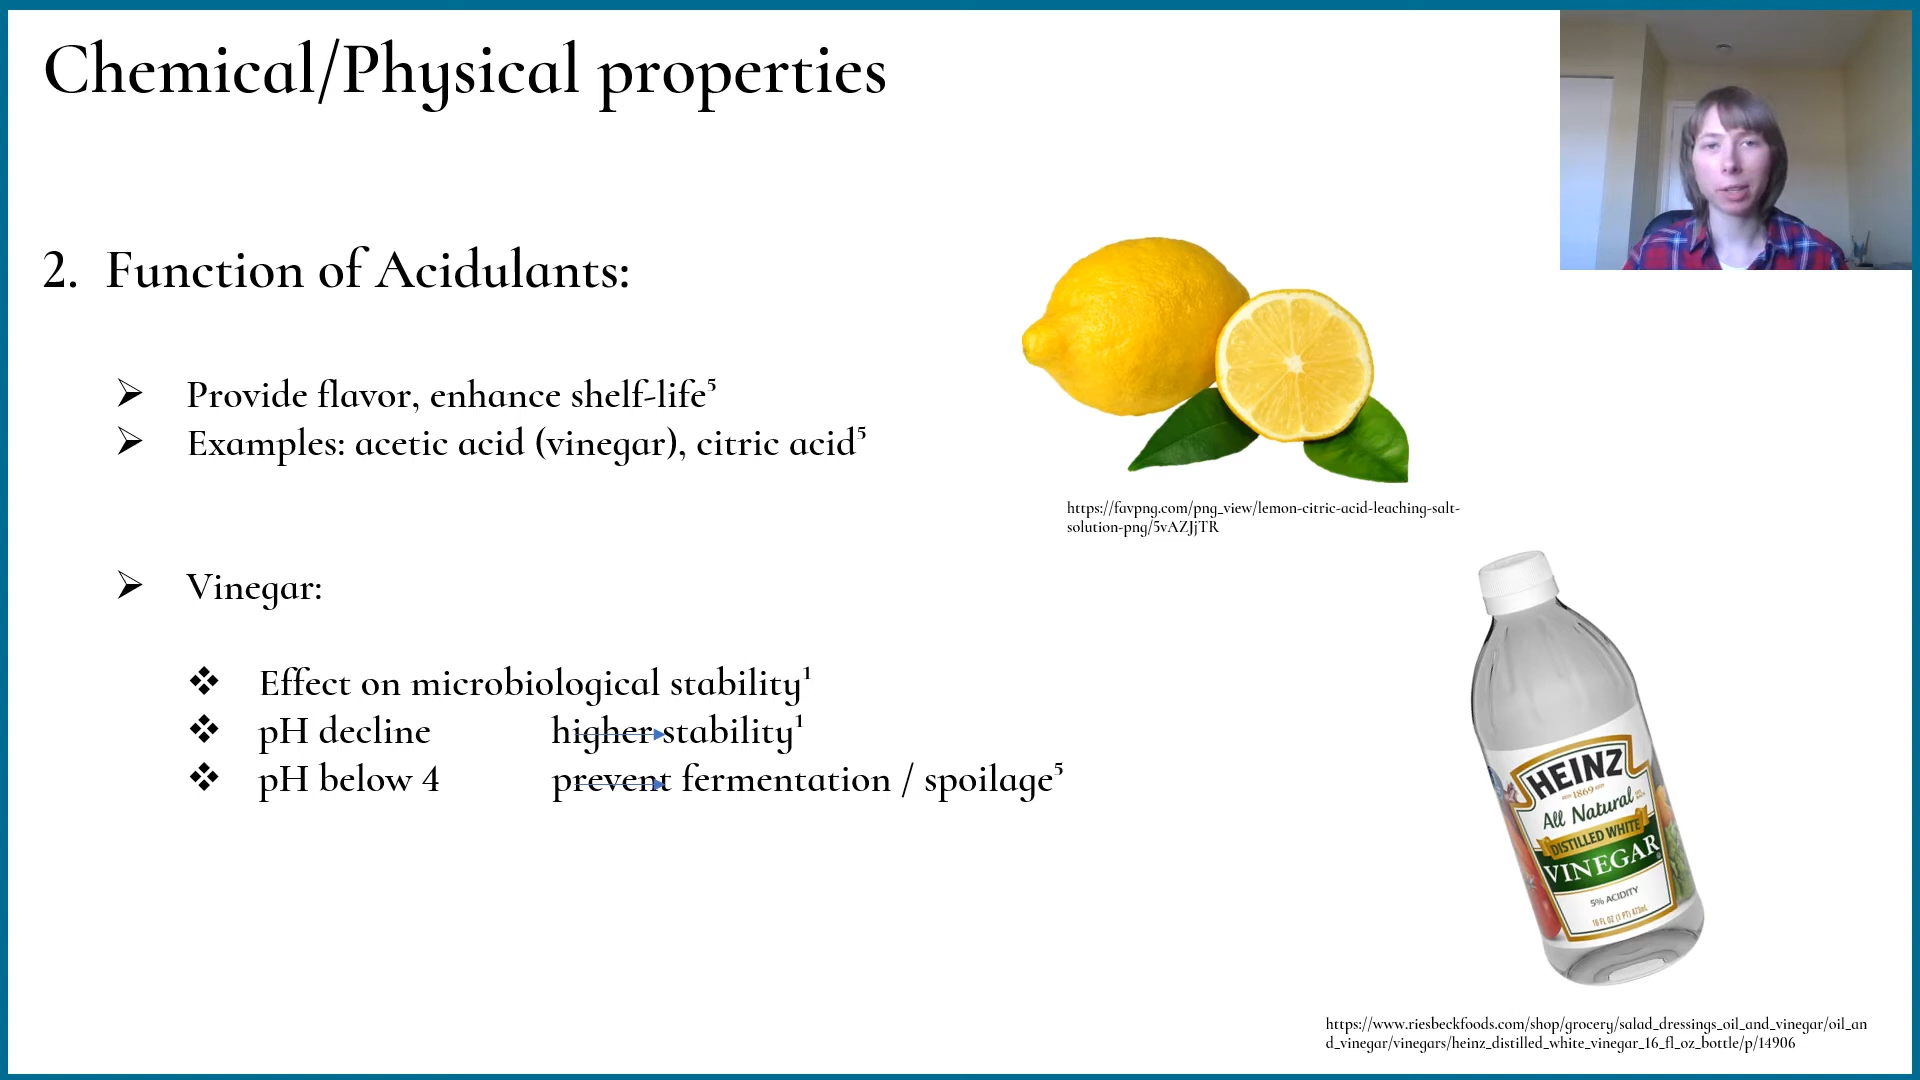 Chemical/Physical properties
2. Function of Acidulants:
Provide flavor, enhance shelf-life⁵
Examples: acetic acid (vinegar), citric acid⁵
https://favpng.com/png_view/lemon-citric-acid-leaching-salt-
solution-png/5vAZJjTR
Vinegar:
Effect on microbiological stability¹
pH decline higher stability¹
pH below 4 prevent fermentation / spoilage⁵
HEINZ
1869
All Natural
DISTILLED WHITE
VINEGAR
5% ACIDITY
16 FL OZ (1 PT) 473mL
https://www.riesbeckfoods.com/shop/grocery/salad_dressings_oil_and_vinegar/oil_an
d_vinegar/vinegars/heinz_distilled_white_vinegar_16_fl_oz_bottle/p/14906